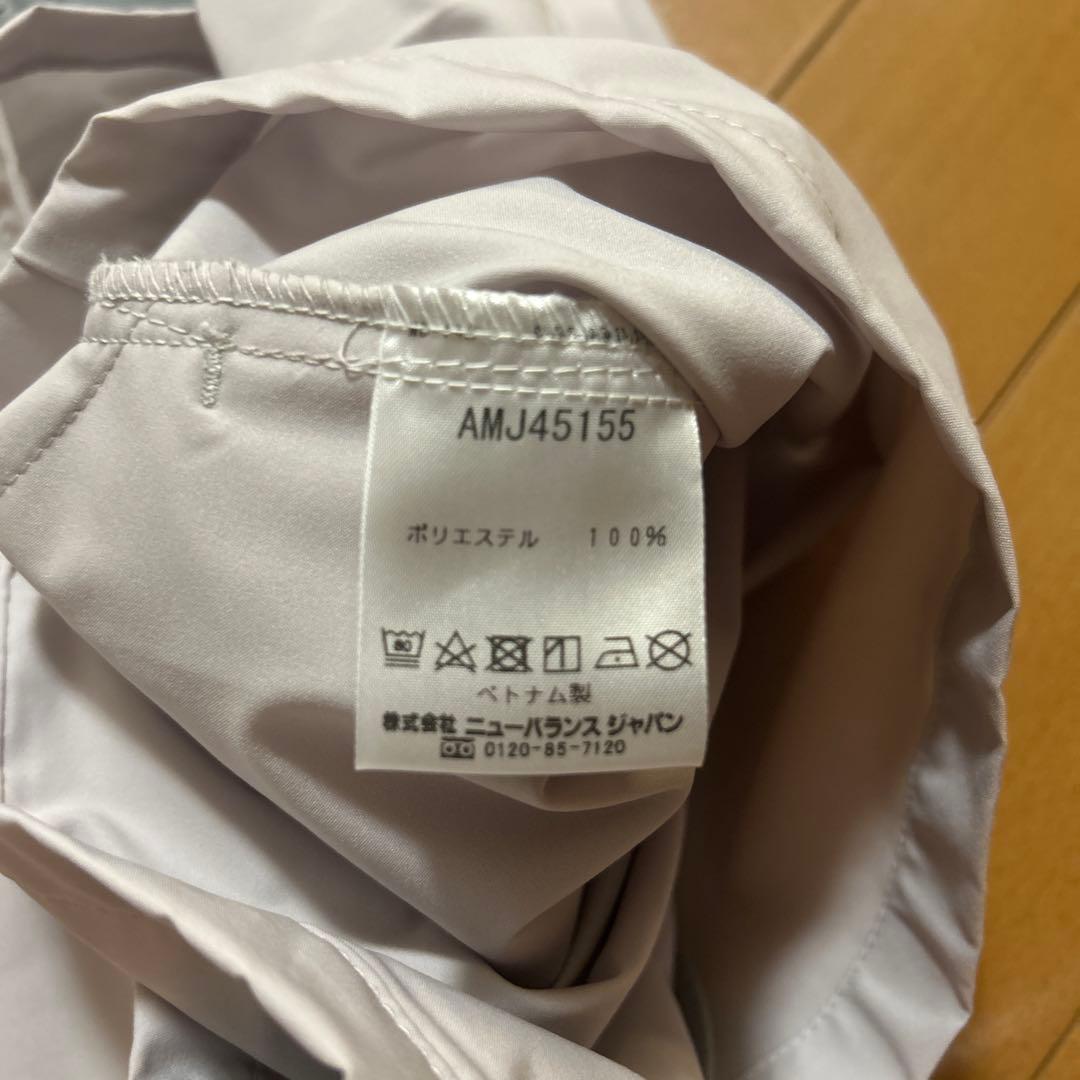 AMJ45155
ポリエステル 100%
ベトナム製
株式会社 ニューバランス ジャパン
0120-85-7120